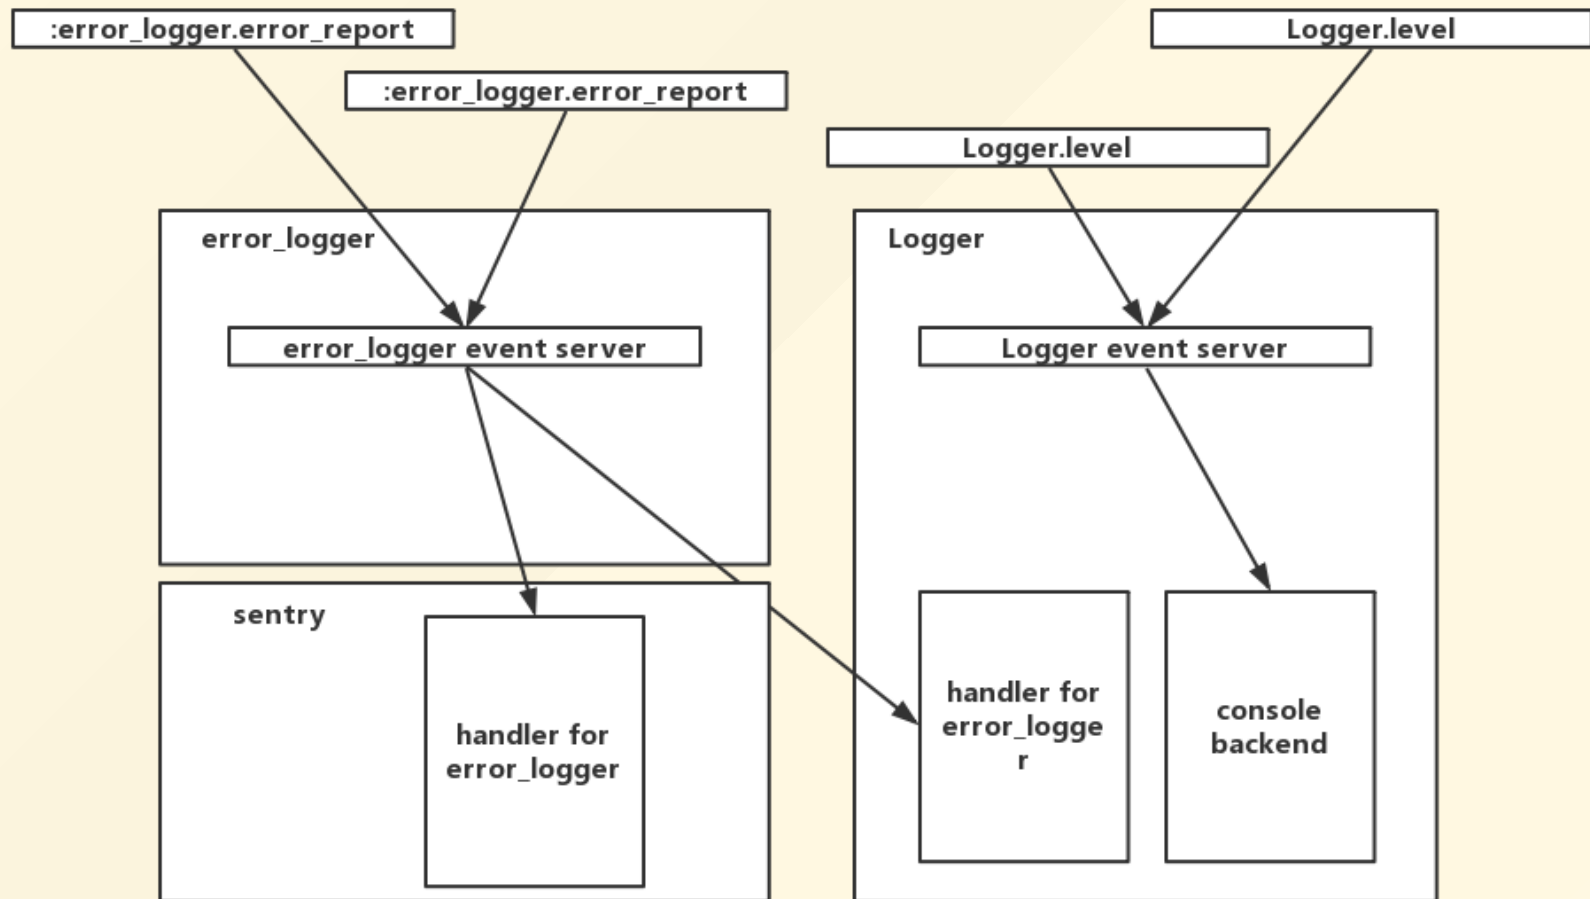 :error_logger.error_report
Logger.level
:error_logger.error_report
Logger.level
error_logger
Logger
error_logger event server
Logger event server
sentry
handler for
error_logger
handler for
error_logge
r
console
backend